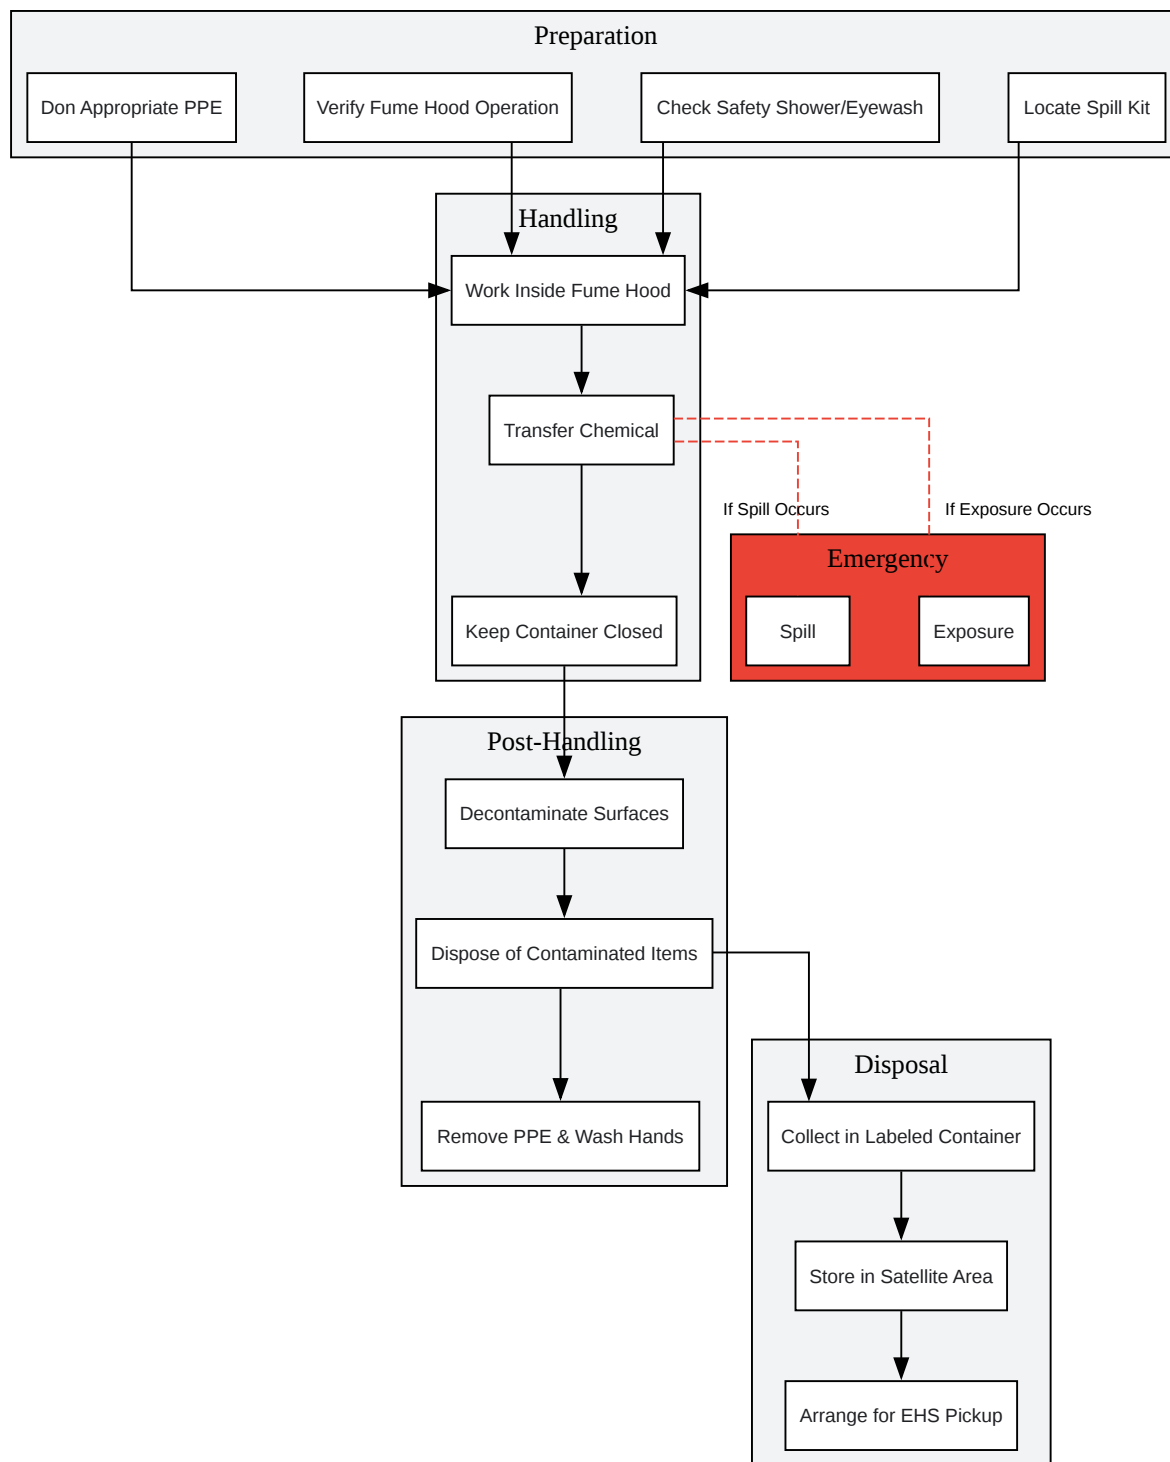 Preparation
Don Appropriate PPE
Verify Fume Hood Operation
Check Safety Shower/Eyewash
Locate Spill Kit
Handling
Work Inside Fume Hood
Transfer Chemical
If Spill Occurs
If Exposure Occurs
Emergency
Keep Container Closed
Spill
Exposure
Post-Handling
Decontaminate Surfaces
Dispose of Contaminated Items
Disposal
Remove PPE & Wash Hands
Collect in Labeled Container
Store in Satellite Area
Arrange for EHS Pickup